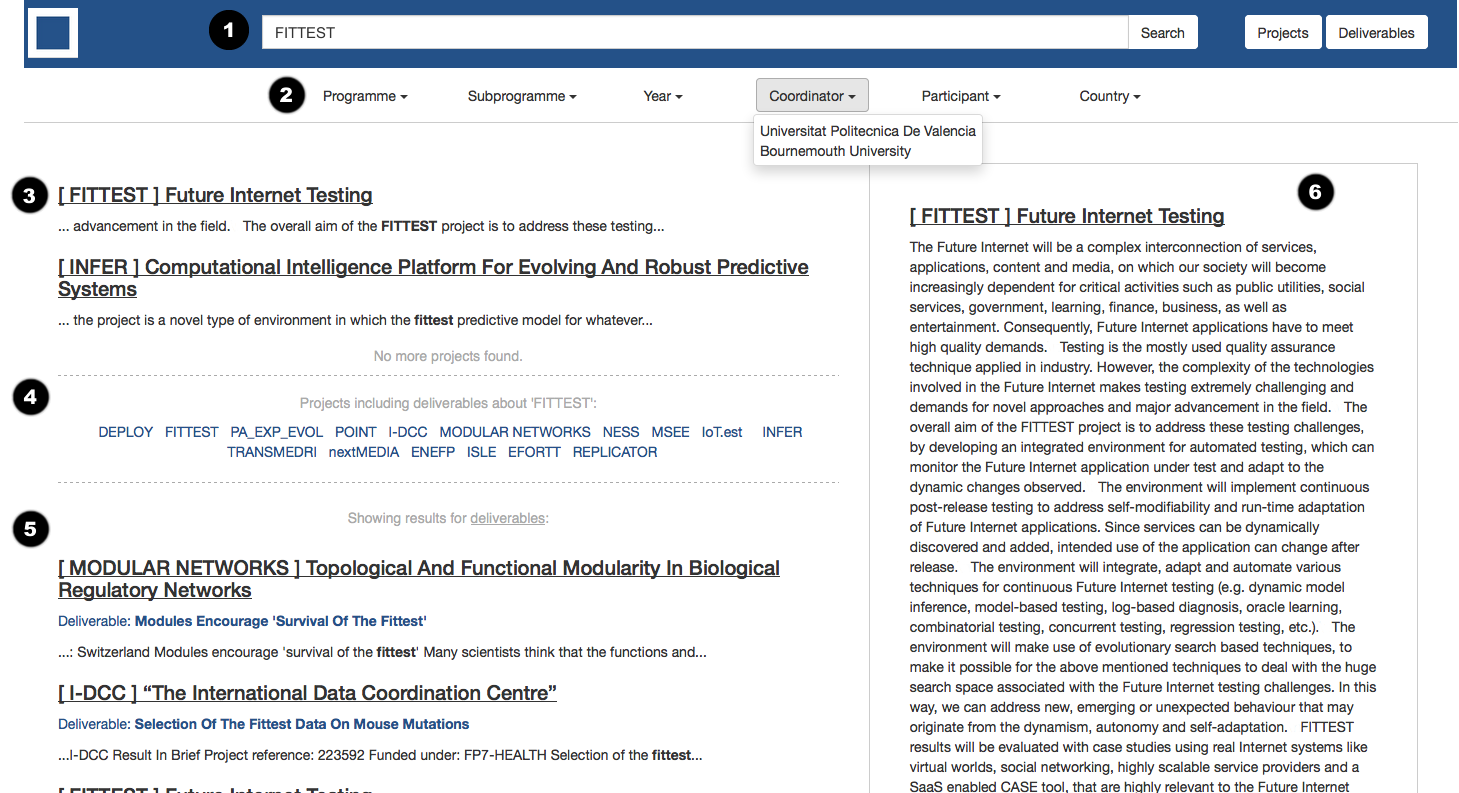 1
FITTEST
Search
Projects
Deliverables
2
Programme
Subprogramme
Year
Coordinator
Participant
Country
Universitat Politecnica De Valencia
Bournemouth University
3
[ FITTEST ] Future Internet Testing
... advancement in the field. The overall aim of the FITTEST project is to address these testing...
[ INFER ] Computational Intelligence Platform For Evolving And Robust Predictive
Systems
... the project is a novel type of environment in which the fittest predictive model for whatever...
No more projects found.
4
Projects including deliverables about 'FITTEST':
DEPLOY FITTEST PA_EXP_EVOL POINT I-DCC MODULAR NETWORKS NESS MSEE IoT.est INFER
TRANSMEDRI nextMEDIA ENEFP ISLE EFORTT REPLICATOR
5
Showing results for deliverables:
[ MODULAR NETWORKS ] Topological And Functional Modularity In Biological
Regulatory Networks
Deliverable: Modules Encourage 'Survival Of The Fittest'
...: Switzerland Modules encourage 'survival of the fittest' Many scientists think that the functions and...
[ I-DCC ] “The International Data Coordination Centre”
Deliverable: Selection Of The Fittest Data On Mouse Mutations
...I-DCC Result In Brief Project reference: 223592 Funded under: FP7-HEALTH Selection of the fittest...
[ FITTEST ] Future Internet Testing
6
[ FITTEST ] Future Internet Testing
The Future Internet will be a complex interconnection of services,
applications, content and media, on which our society will become
increasingly dependent for critical activities such as public utilities, social
services, government, learning, finance, business, as well as
entertainment. Consequently, Future Internet applications have to meet
high quality demands. Testing is the mostly used quality assurance
technique applied in industry. However, the complexity of the technologies
involved in the Future Internet makes testing extremely challenging and
demands for novel approaches and major advancement in the field. The
overall aim of the FITTEST project is to address these testing challenges,
by developing an integrated environment for automated testing, which can
monitor the Future Internet application under test and adapt to the
dynamic changes observed. The environment will implement continuous
post-release testing to address self-modifiability and run-time adaptation
of Future Internet applications. Since services can be dynamically
discovered and added, intended use of the application can change after
release. The environment will integrate, adapt and automate various
techniques for continuous Future Internet testing (e.g. dynamic model
inference, model-based testing, log-based diagnosis, oracle learning,
combinatorial testing, concurrent testing, regression testing, etc.). The
environment will make use of evolutionary search based techniques, to
make it possible for the above mentioned techniques to deal with the huge
search space associated with the Future Internet testing challenges. In this
way, we can address new, emerging or unexpected behaviour that may
originate from the dynamism, autonomy and self-adaptation. FITTEST
results will be evaluated with case studies using real Internet systems like
virtual worlds, social networking, highly scalable service providers and a
SaaS enabled CASE tool, that are highly relevant to the Future Internet